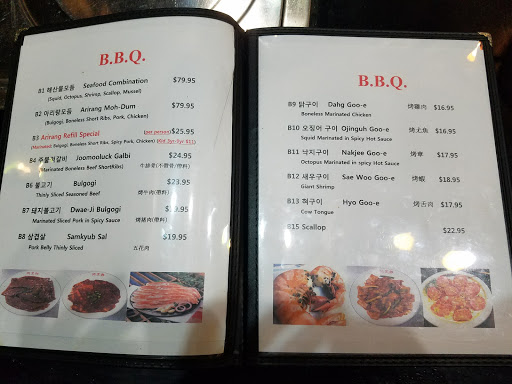 B.B.Q.
B1 해산물모듬 Seafood Combination $79.95
(Squid, Octopus, Shrimp, Scallop, Mussel)
B2 아리랑모듬 Arirang Moh-Dum $79.95
(Bulgogi, Boneless Short Ribs, Pork, Chicken)
B3 Arirang Refill Special (per person) $25.95
(Marinated: Bulgogi, Boneless Short Ribs, Spicy Pork, Chicken)
B4 주물거갈비 Joomooluck Galbi $24.95
(Marinated Boneless Beef ShortRibs)
B6 불고기 Bulgogi $23.95
Thinly Sliced Seasoned Beef
B7 돼지불고기 Dwae-Ji Bulgogi
Marinated Sliced Pork in Spicy Sauce
B8 삼겹살 Samkyub Sal $19.95
Pork Belly Thinly Sliced 五花肉
B.B.Q.
B9 닭구이 Dahg Goo-e 烤雞肉 $16.95
Boneless Marinated Chicken
B10 오징어 구이 Ojinguh Goo-e 烤尤魚 $16.95
Squid Marinated in spicy Sauce
B11 낙지구이 Nakjee Goo-e $17.95
Octopus Marinated in spicy Hot Sauce
B12 새우구이 Sae Woo Goo-e 烤蝦 $18.95
Giant Shrimp
B13 혀구이 Hyo Goo-e 烤舌肉 $17.95
Cow Tongue
B15 Scallop $22.95